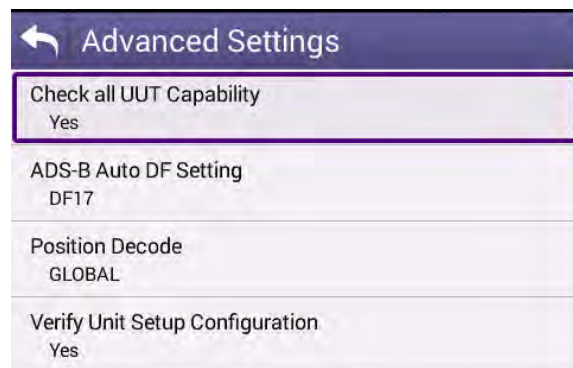 Advanced Settings
Check all UUT Capability
Yes
ADS-B Auto DF Setting
DF17
Position Decode
GLOBAL
Verify Unit Setup Configuration
Yes